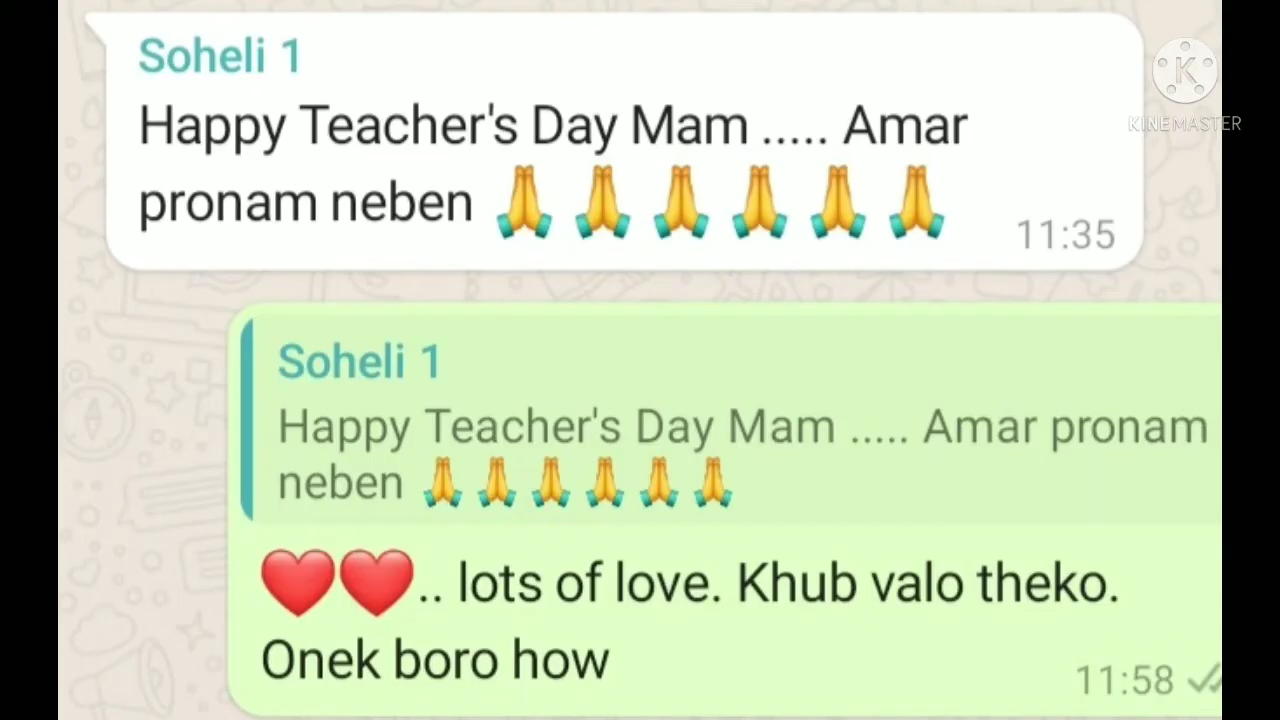 Soheli 1
Happy Teacher's Day Mam ..... Amar
pronam neben 🙏 🙏 🙏 🙏 🙏 🙏
11:35
KINEMASTER
Soheli 1
Happy Teacher's Day Mam ..... Amar pronam
neben 🙏 🙏 🙏 🙏 🙏 🙏
❤️❤️.. lots of love. Khub valo theko.
Onek boro how
11:58